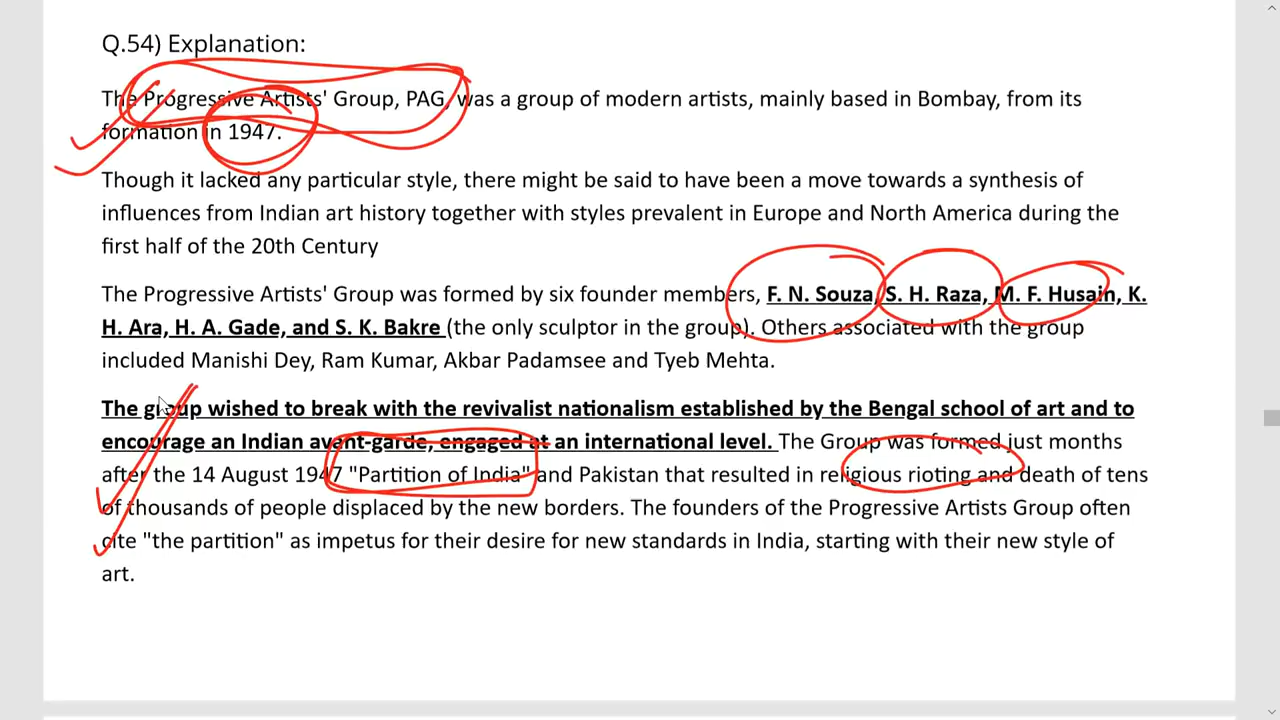 Q.54) Explanation:
The Progressive Artists' Group, PAG, was a group of modern artists, mainly based in Bombay, from its
formation in 1947.
Though it lacked any particular style, there might be said to have been a move towards a synthesis of
influences from Indian art history together with styles prevalent in Europe and North America during the
first half of the 20th Century
The Progressive Artists' Group was formed by six founder members, F. N. Souza, S. H. Raza, M. F. Husain, K.
H. Ara, H. A. Gade, and S. K. Bakre (the only sculptor in the group). Others associated with the group
included Manishi Dey, Ram Kumar, Akbar Padamsee and Tyeb Mehta.
The group wished to break with the revivalist nationalism established by the Bengal school of art and to
encourage an Indian avant-garde, engaged at an international level. The Group was formed just months
after the 14 August 1947 "Partition of India" and Pakistan that resulted in religious rioting and death of tens
of thousands of people displaced by the new borders. The founders of the Progressive Artists Group often
cite "the partition" as impetus for their desire for new standards in India, starting with their new style of
art.